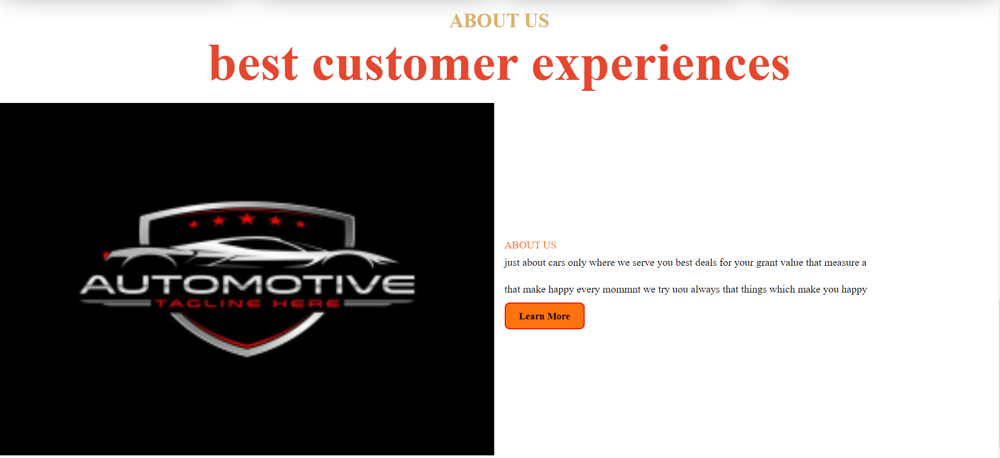 ABOUT US
best customer experiences
AUTOMOTIVE
TAGLINE HERE
ABOUT US
just about cars only where we serve you best deals for your grant value that measure a
that make happy every mommnt we try uou always that things which make you happy
Learn More